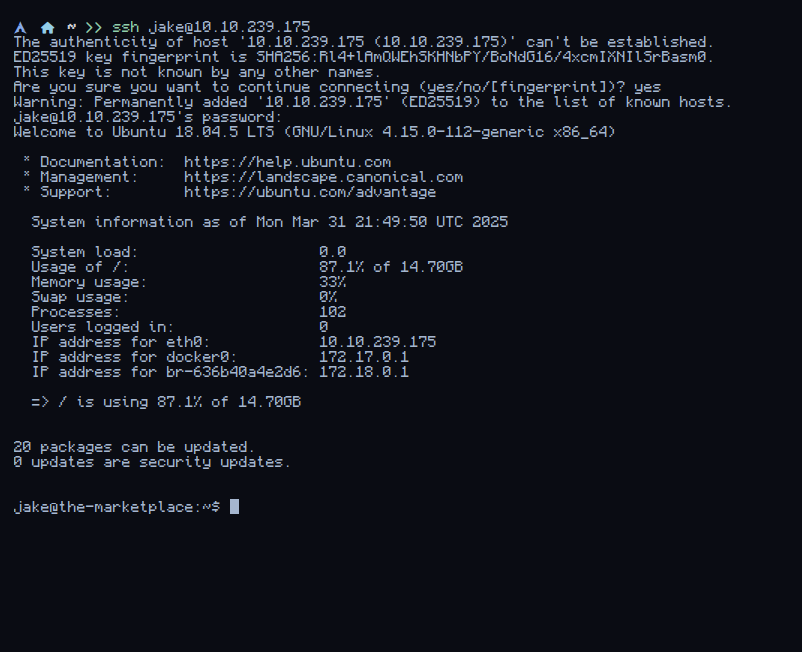 ~ >> ssh jake@10.10.239.175
The authenticity of host '10.10.239.175 (10.10.239.175)' can't be established.
ED25519 key fingerprint is SHA256:Rl4+lAmQWEhSKHNbPY/BoNdG16/4xcmIXNIlSrBasm0.
This key is not known by any other names.
Are you sure you want to continue connecting (yes/no/[fingerprint])? yes
Warning: Permanently added '10.10.239.175' (ED25519) to the list of known hosts.
jake@10.10.239.175's password:
Welcome to Ubuntu 18.04.5 LTS (GNU/Linux 4.15.0-112-generic x86_64)
* Documentation:  https://help.ubuntu.com
* Management:     https://landscape.canonical.com
* Support:        https://ubuntu.com/advantage
System information as of Mon Mar 31 21:49:50 UTC 2025
System load:                    0.0
Usage of /:                     87.1% of 14.70GB
Memory usage:                   33%
Swap usage:                     0%
Processes:                      102
Users logged in:                0
IP address for eth0:            10.10.239.175
IP address for docker0:         172.17.0.1
IP address for br-636b40a4e2d6: 172.18.0.1
=> / is using 87.1% of 14.70GB
20 packages can be updated.
0 updates are security updates.
jake@the-marketplace:~$